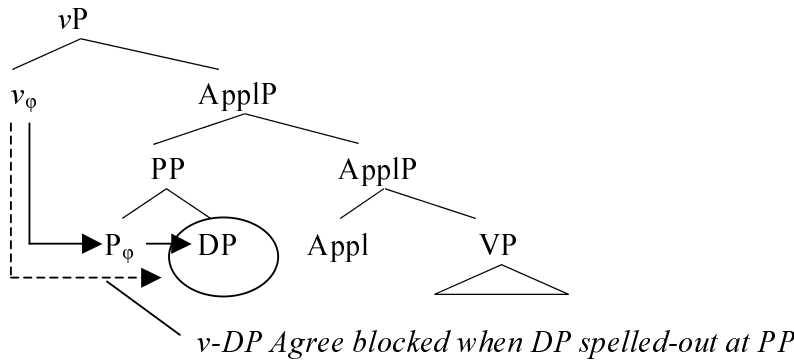 vP
vφ ApplP
PP ApplP
Pφ DP Appl VP
v-DP Agree blocked when DP spelled-out at PP